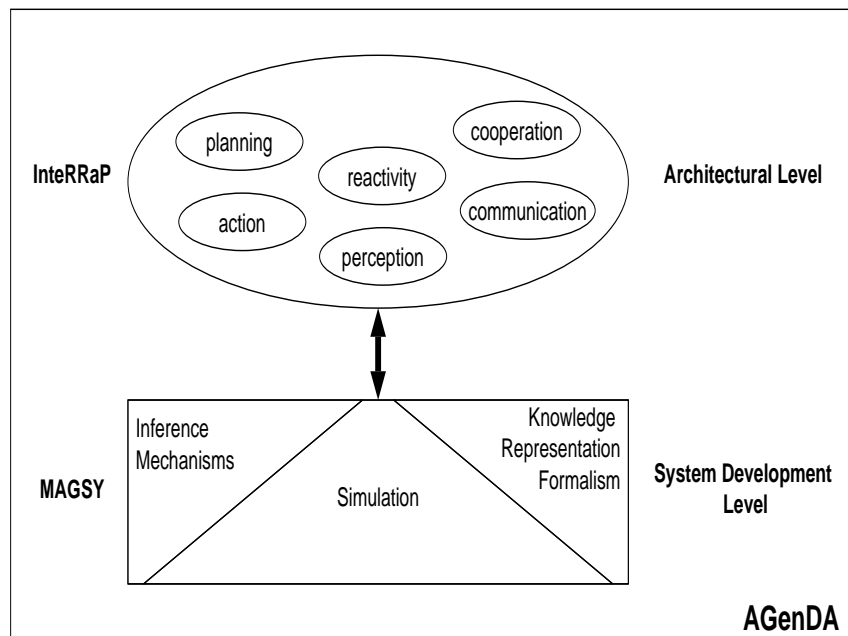 planning
cooperation
InteRRaP
reactivity
Architectural Level
action
communication
perception
Inference
Mechanisms
Knowledge
Representation
Formalism
MAGSY
Simulation
System Development
Level
AGenDA